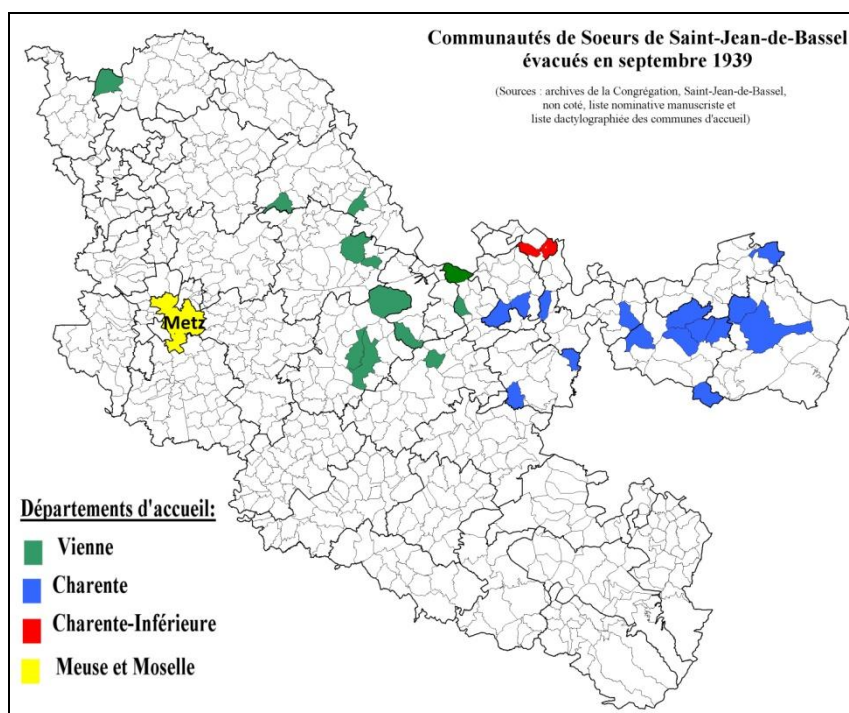 Communautés de Soeurs de Saint-Jean-de-Bassel
évacués en septembre 1939
(Sources : archives de la Congrégation, Saint-Jean-de-Bassel,
non coté, liste nominative manuscriste et
liste dactylographiée des communes d'accueil)
Metz
Départements d'accueil:
Vienne
Charente
Charente-Inférieure
Meuse et Moselle